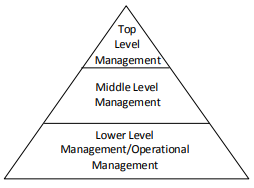 Top
Level
Management
Middle Level
Management
Lower Level
Management/Operational
Management